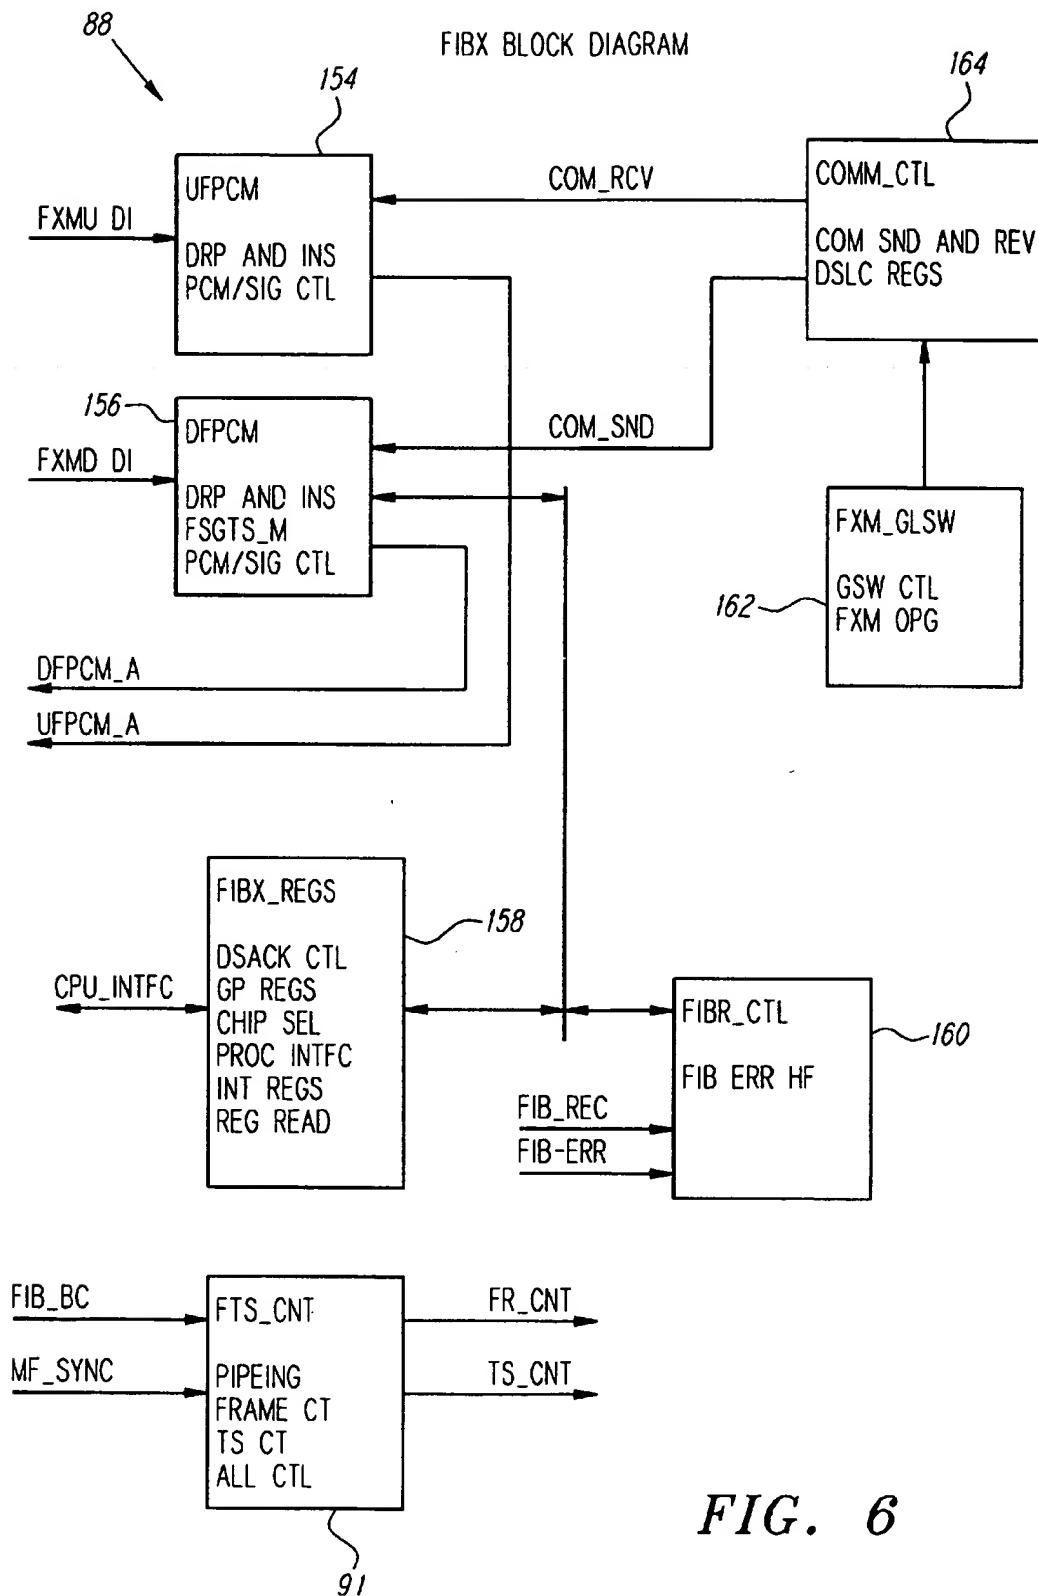 88
FIBX BLOCK DIAGRAM
154
164
UFPCM
DRP AND INS
PCM/SIG CTL
FXMU DI
COM_RCV
COMM_CTL
COM SND AND REV
DSLC REGS
156
DFPCM
DRP AND INS
FSGTS_M
PCM/SIG CTL
FXMD DI
COM_SND
FXM_GLSW
GSW CTL
FXM OPG
162
DFPCM_A
UFPCM_A
FIBX_REGS
DSACK CTL
GP REGS
CHIP SEL
PROC INTFC
INT REGS
REG READ
158
CPU_INTFC
FIBR_CTL
FIB ERR HF
160
FIB_REC
FIB-ERR
FIB_BC
MF_SYNC
FTS_CNT
PIPEING
FRAME CT
TS CT
ALL CTL
FR_CNT
TS_CNT
91
FIG. 6